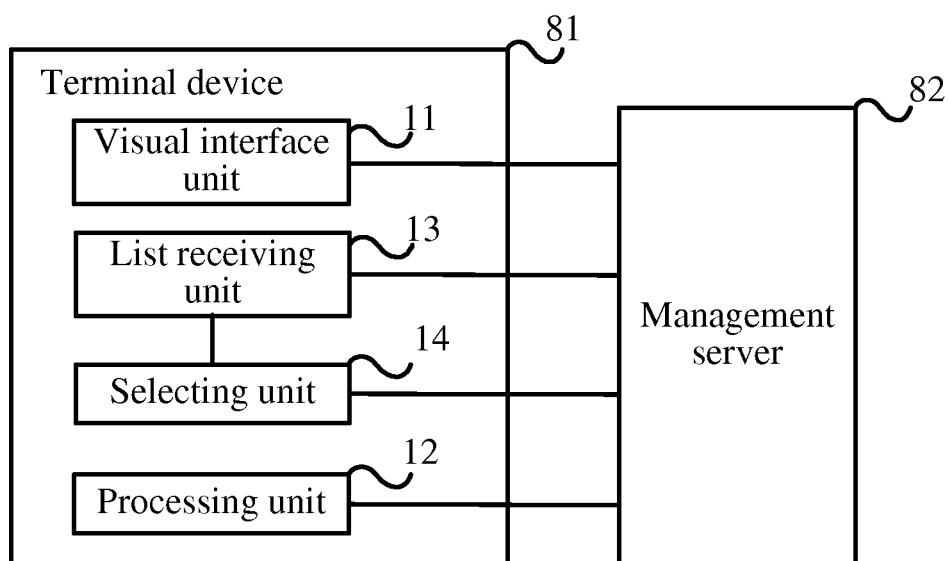 81
Terminal device
82
11
Visual interface
unit
13
List receiving
unit
Management
server
14
Selecting unit
12
Processing unit